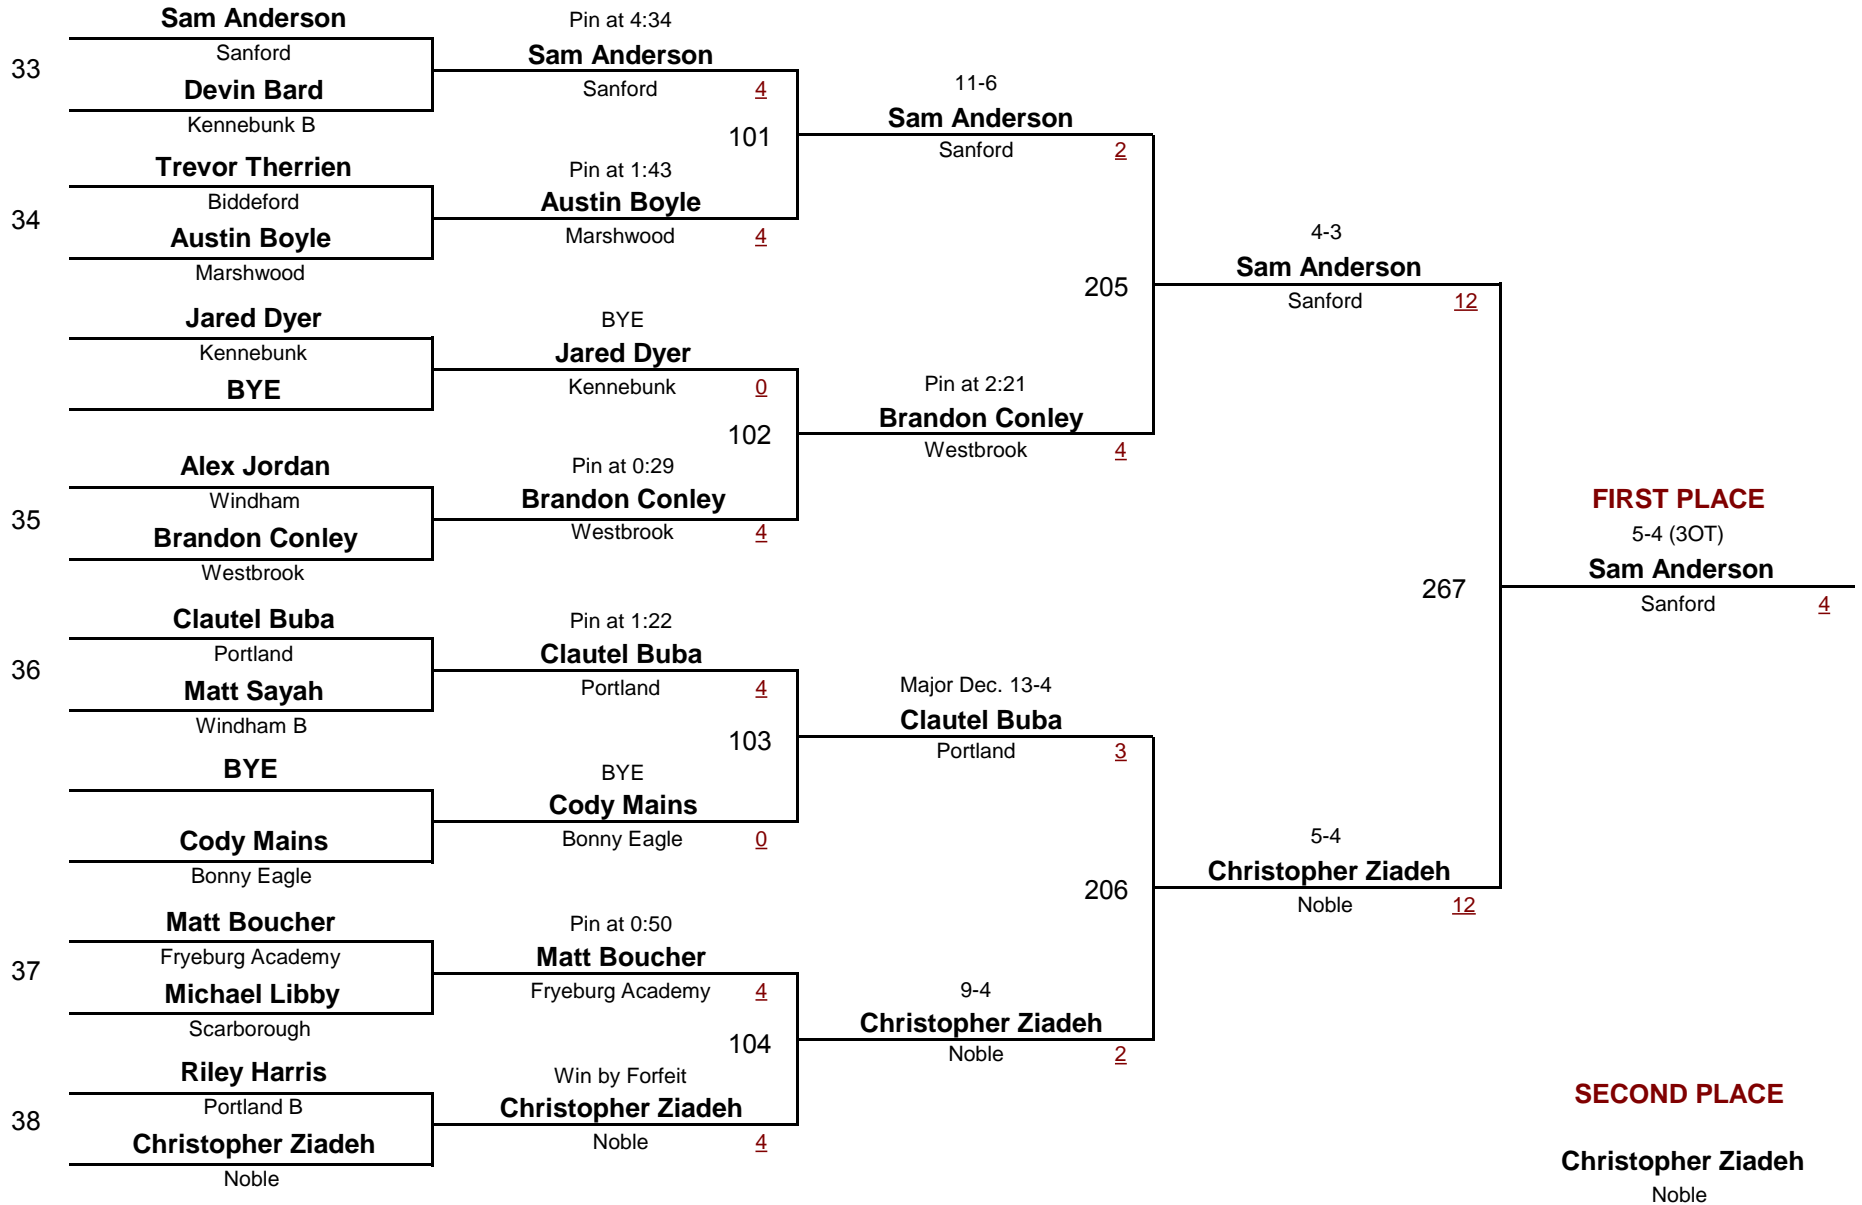 Sam Anderson
33
Sanford
Devin Bard
Kennebunk B
Trevor Therrien
34
Biddeford
Austin Boyle
Marshwood
Jared Dyer
Kennebunk
BYE
Alex Jordan
35
Windham
Brandon Conley
Westbrook
Clautel Buba
36
Portland
Matt Sayah
Windham B
BYE
Cody Mains
Bonny Eagle
Matt Boucher
37
Fryeburg Academy
Michael Libby
Scarborough
Riley Harris
38
Portland B
Christopher Ziadeh
Noble
Pin at 4:34
Sam Anderson
Sanford 4
101
Pin at 1:43
Austin Boyle
Marshwood 4
BYE
Jared Dyer
Kennebunk 0
102
Pin at 0:29
Brandon Conley
Westbrook 4
Pin at 1:22
Clautel Buba
Portland 4
103
BYE
Cody Mains
Bonny Eagle 0
Pin at 0:50
Matt Boucher
Fryeburg Academy 4
104
Win by Forfeit
Christopher Ziadeh
Noble 4
11-6
Sam Anderson
Sanford 2
205
Pin at 2:21
Brandon Conley
Westbrook 4
Major Dec. 13-4
Clautel Buba
Portland 3
206
9-4
Christopher Ziadeh
Noble 2
4-3
Sam Anderson
Sanford 12
267
5-4
Christopher Ziadeh
Noble 12
FIRST PLACE
5-4 (3OT)
Sam Anderson
Sanford 4
SECOND PLACE
Christopher Ziadeh
Noble